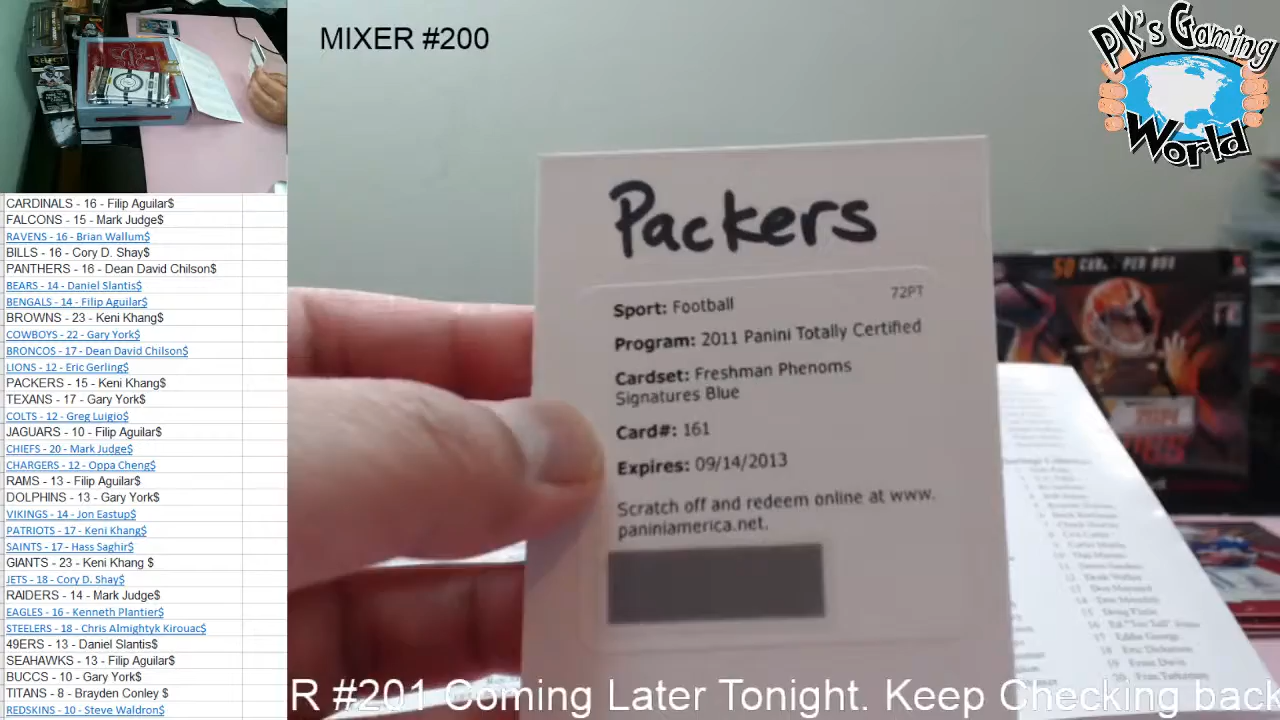 MIXER #200
PK's Gaming World
CARDINALS - 16 - Filip Aguilar$
FALCONS - 15 - Mark Judge$
RAVENS - 16 - Brian Wallum$
BILLS - 16 - Cory D. Shay$
PANTHERS - 16 - Dean David Chilson$
BEARS - 14 - Daniel Slantis$
BENGALS - 14 - Filip Aguilar$
BROWNS - 23 - Keni Khang$
COWBOYS - 22 - Gary York$
BRONCOS - 17 - Dean David Chilson$
LIONS - 12 - Eric Gerling$
PACKERS - 15 - Keni Khang$
TEXANS - 17 - Gary York$
COLTS - 12 - Greg Luigio$
JAGUARS - 10 - Filip Aguilar$
CHIEFS - 20 - Mark Judge$
CHARGERS - 12 - Oppa Cheng$
RAMS - 13 - Filip Aguilar$
DOLPHINS - 13 - Gary York$
VIKINGS - 14 - Jon Eastup$
PATRIOTS - 17 - Keni Khang$
SAINTS - 17 - Hass Saghir$
GIANTS - 23 - Keni Khang $
JETS - 18 - Cory D. Shay$
RAIDERS - 14 - Mark Judge$
EAGLES - 16 - Kenneth Plantier$
STEELERS - 18 - Chris Almightyk Kirouac$
49ERS - 13 - Daniel Slantis$
SEAHAWKS - 13 - Filip Aguilar$
BUCCS - 10 - Gary York$
TITANS - 8 - Brayden Conley $
REDSKINS - 10 - Steve Waldron$
Packers
72PT
Sport: Football
Program: 2011 Panini Totally Certified
Cardset: Freshman Phenoms
Signatures Blue
Card#: 161
Expires: 09/14/2013
Scratch off and redeem online at www.
paniniamerica.net.
R #201 Coming Later Tonight. Keep Checking back